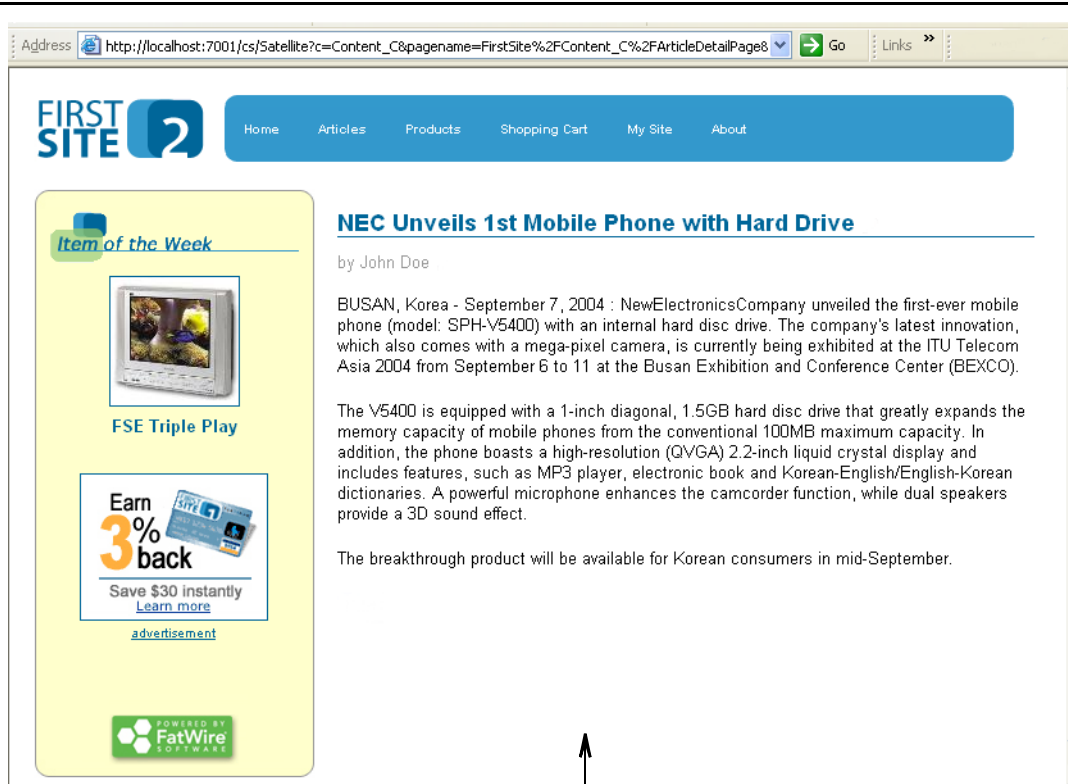 Address http://localhost:7001/cs/Satellite?c=Content_C&pagename=FirstSite%2FContent_C%2FArticleDetailPage& Go Links »
FIRST
SITE 2
Home Articles Products Shopping Cart My Site About
Item of the Week
FSE Triple Play
Earn
3%
back
Save $30 instantly
Learn more
advertisement
POWERED BY
FatWire
SOFTWARE
NEC Unveils 1st Mobile Phone with Hard Drive
by John Doe
BUSAN, Korea - September 7, 2004 : NewElectronicsCompany unveiled the first-ever mobile
phone (model: SPH-V5400) with an internal hard disc drive. The company's latest innovation,
which also comes with a mega-pixel camera, is currently being exhibited at the ITU Telecom
Asia 2004 from September 6 to 11 at the Busan Exhibition and Conference Center (BEXCO).
The V5400 is equipped with a 1-inch diagonal, 1.5GB hard disc drive that greatly expands the
memory capacity of mobile phones from the conventional 100MB maximum capacity. In
addition, the phone boasts a high-resolution (QVGA) 2.2-inch liquid crystal display and
includes features, such as MP3 player, electronic book and Korean-English/English-Korean
dictionaries. A powerful microphone enhances the camcorder function, while dual speakers
provide a 3D sound effect.
The breakthrough product will be available for Korean consumers in mid-September.